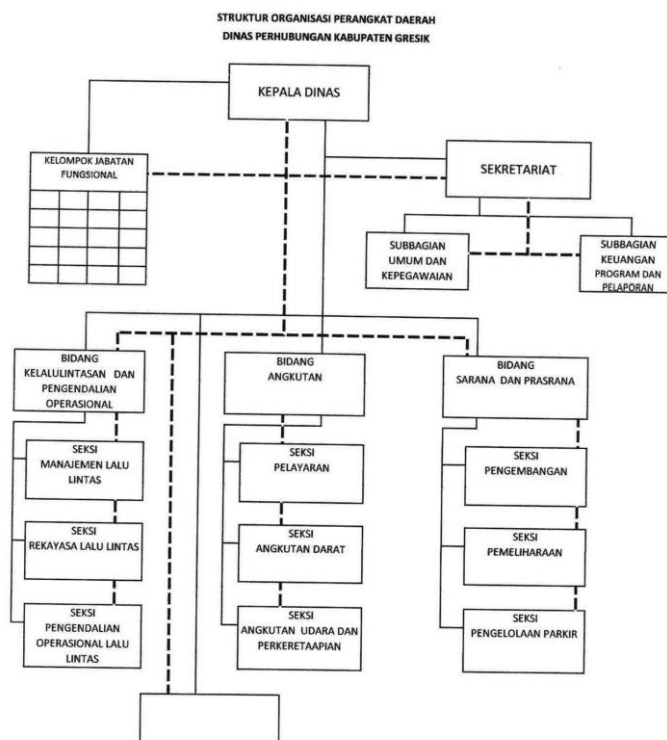 STRUKTUR ORGANISASI PERANGKAT DAERAH
DINAS PERHUBUNGAN KABUPATEN GRESIK
KEPALA DINAS
KELOMPOK JABATAN
FUNGSIONAL
SEKRETARIAT
SUBBAGIAN
UMUM DAN
KEPEGAWAIAN
SUBBAGIAN
KEUANGAN
PROGRAM DAN
PELAPORAN
BIDANG
KELALULINTASAN DAN
PENGENDALIAN
OPERASIONAL
BIDANG
ANGKUTAN
BIDANG
SARANA DAN PRASRANA
SEKSI
MANAJEMEN LALU
LINTAS
SEKSI
PELAYARAN
SEKSI
PENGEMBANGAN
SEKSI
REKAYASA LALU LINTAS
SEKSI
ANGKUTAN DARAT
SEKSI
PEMELIHARAAN
SEKSI
PENGENDALIAN
OPERASIONAL LALU
LINTAS
SEKSI
ANGKUTAN UDARA DAN
PERKERETAAPIAN
SEKSI
PENGELOLAAN PARKIR